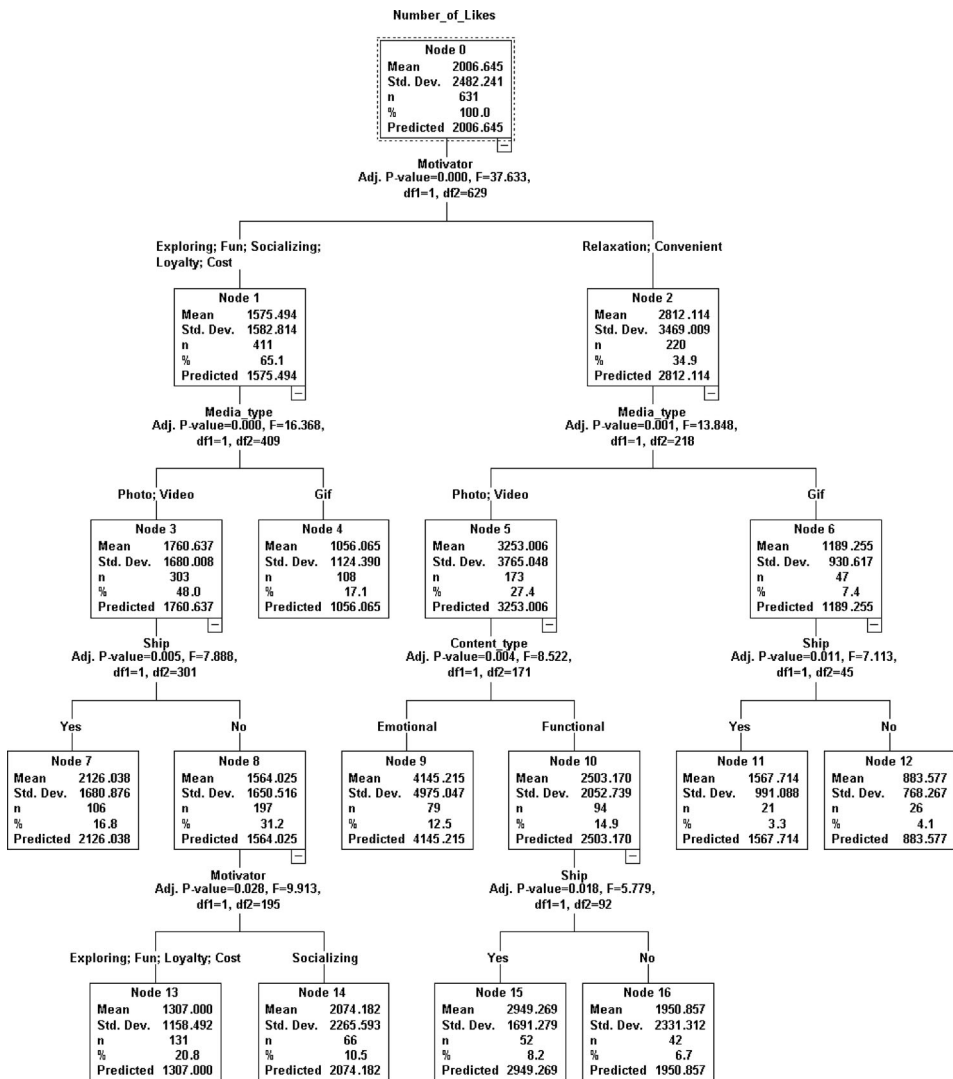 Number_of_Likes
Node 0
Mean 2006.645
Std. Dev. 2482.241
n 631
% 100.0
Predicted 2006.645
Motivator
Adj. P-value=0.000, F=37.633,
df1=1, df2=629
Exploring; Fun; Socializing;
Loyalty; Cost
Relaxation; Convenient
Node 1
Mean 1575.494
Std. Dev. 1582.814
n 411
% 65.1
Predicted 1575.494
Node 2
Mean 2812.114
Std. Dev. 3469.009
n 220
% 34.9
Predicted 2812.114
Media_type
Adj. P-value=0.000, F=16.368,
df1=1, df2=409
Media_type
Adj. P-value=0.001, F=13.848,
df1=1, df2=218
Photo; Video
Gif
Photo; Video
Gif
Node 3
Mean 1760.637
Std. Dev. 1680.008
n 303
% 48.0
Predicted 1760.637
Node 4
Mean 1056.065
Std. Dev. 1124.390
n 108
% 17.1
Predicted 1056.065
Node 5
Mean 3253.006
Std. Dev. 3765.048
n 173
% 27.4
Predicted 3253.006
Node 6
Mean 1189.255
Std. Dev. 930.617
n 47
% 7.4
Predicted 1189.255
Ship
Adj. P-value=0.005, F=7.888,
df1=1, df2=301
Content_type
Adj. P-value=0.004, F=8.522,
df1=1, df2=171
Ship
Adj. P-value=0.011, F=7.113,
df1=1, df2=45
Yes
No
Emotional
Functional
Yes
No
Node 7
Mean 2126.038
Std. Dev. 1680.876
n 106
% 16.8
Predicted 2126.038
Node 8
Mean 1564.025
Std. Dev. 1650.516
n 197
% 31.2
Predicted 1564.025
Node 9
Mean 4145.215
Std. Dev. 4975.047
n 79
% 12.5
Predicted 4145.215
Node 10
Mean 2503.170
Std. Dev. 2052.739
n 94
% 14.9
Predicted 2503.170
Node 11
Mean 1567.714
Std. Dev. 991.088
n 21
% 3.3
Predicted 1567.714
Node 12
Mean 883.577
Std. Dev. 768.267
n 26
% 4.1
Predicted 883.577
Motivator
Adj. P-value=0.028, F=9.913,
df1=1, df2=195
Ship
Adj. P-value=0.018, F=5.779,
df1=1, df2=92
Exploring; Fun; Loyalty; Cost
Socializing
Yes
No
Node 13
Mean 1307.000
Std. Dev. 1158.492
n 131
% 20.8
Predicted 1307.000
Node 14
Mean 2074.182
Std. Dev. 2265.593
n 66
% 10.5
Predicted 2074.182
Node 15
Mean 2949.269
Std. Dev. 1691.279
n 52
% 8.2
Predicted 2949.269
Node 16
Mean 1950.857
Std. Dev. 2331.312
n 42
% 6.7
Predicted 1950.857